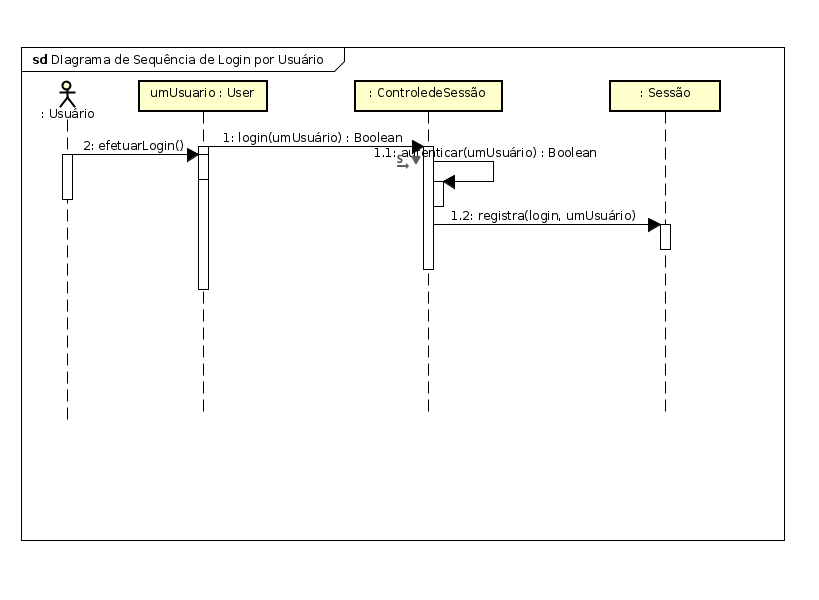 sd DIagrama de Sequência de Login por Usuário
: Usuário
umUsuario : User
: ControledeSessão
: Sessão
2: efetuarLogin()
1: login(umUsuário) : Boolean
1.1: autenticar(umUsuário) : Boolean
S
1.2: registra(login, umUsuário)